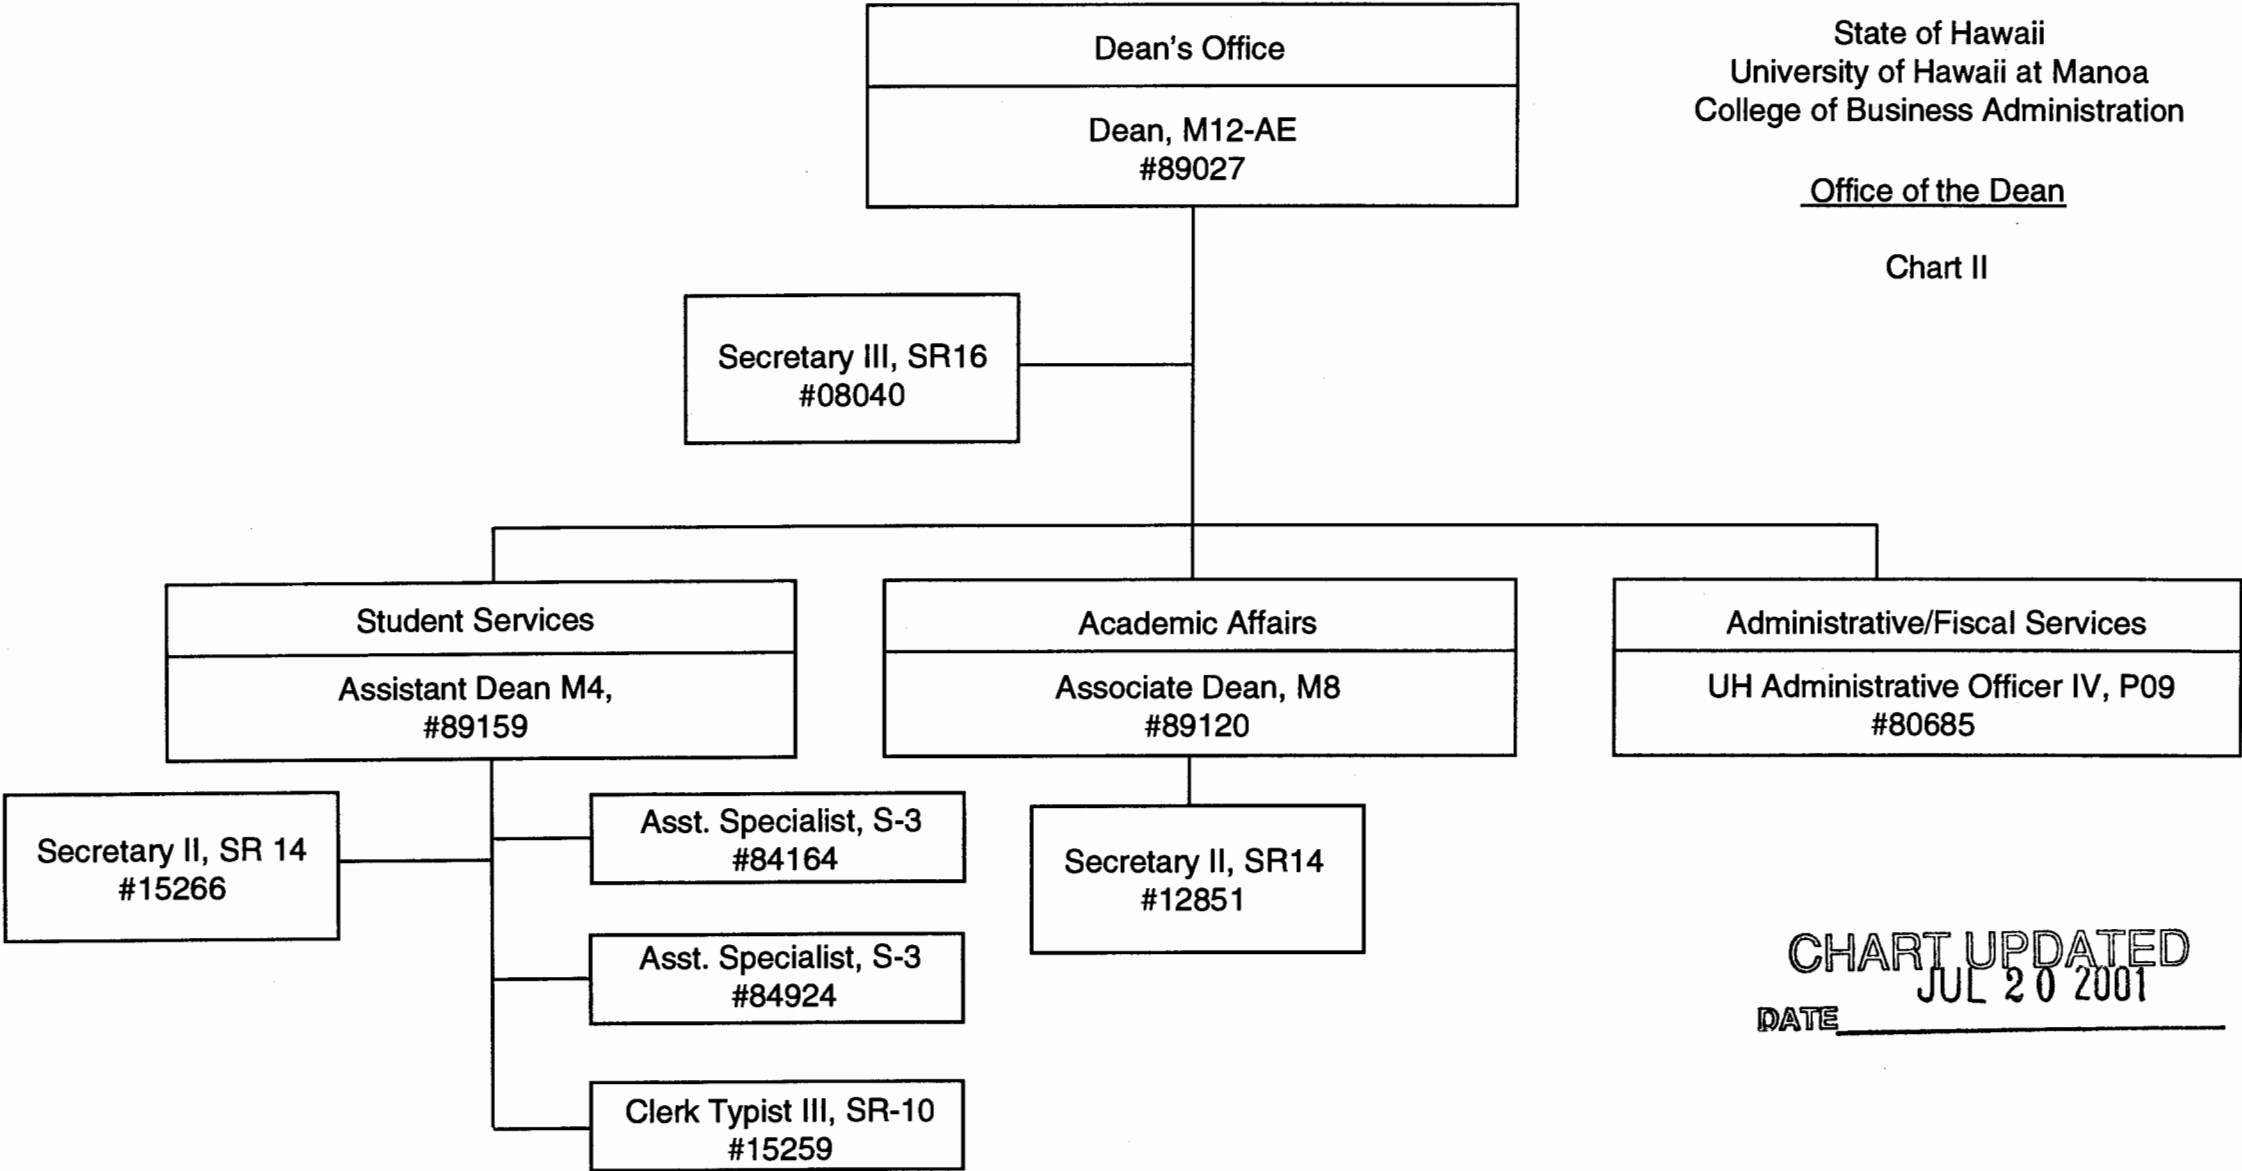 State of Hawaii
University of Hawaii at Manoa
College of Business Administration
Office of the Dean
Chart II
Dean's Office
Dean, M12-AE
#89027
Secretary III, SR16
#08040
Student Services
Assistant Dean M4,
#89159
Academic Affairs
Associate Dean, M8
#89120
Administrative/Fiscal Services
UH Administrative Officer IV, P09
#80685
Secretary II, SR 14
#15266
Asst. Specialist, S-3
#84164
Asst. Specialist, S-3
#84924
Clerk Typist III, SR-10
#15259
Secretary II, SR14
#12851
CHART UPDATED
JUL 20 2001
DATE